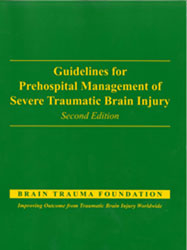 Guidelines for
Prehospital Management of
Severe Traumatic Brain Injury
Second Edition
BRAIN TRAUMA FOUNDATION
Improving Outcome from Traumatic Brain Injury Worldwide